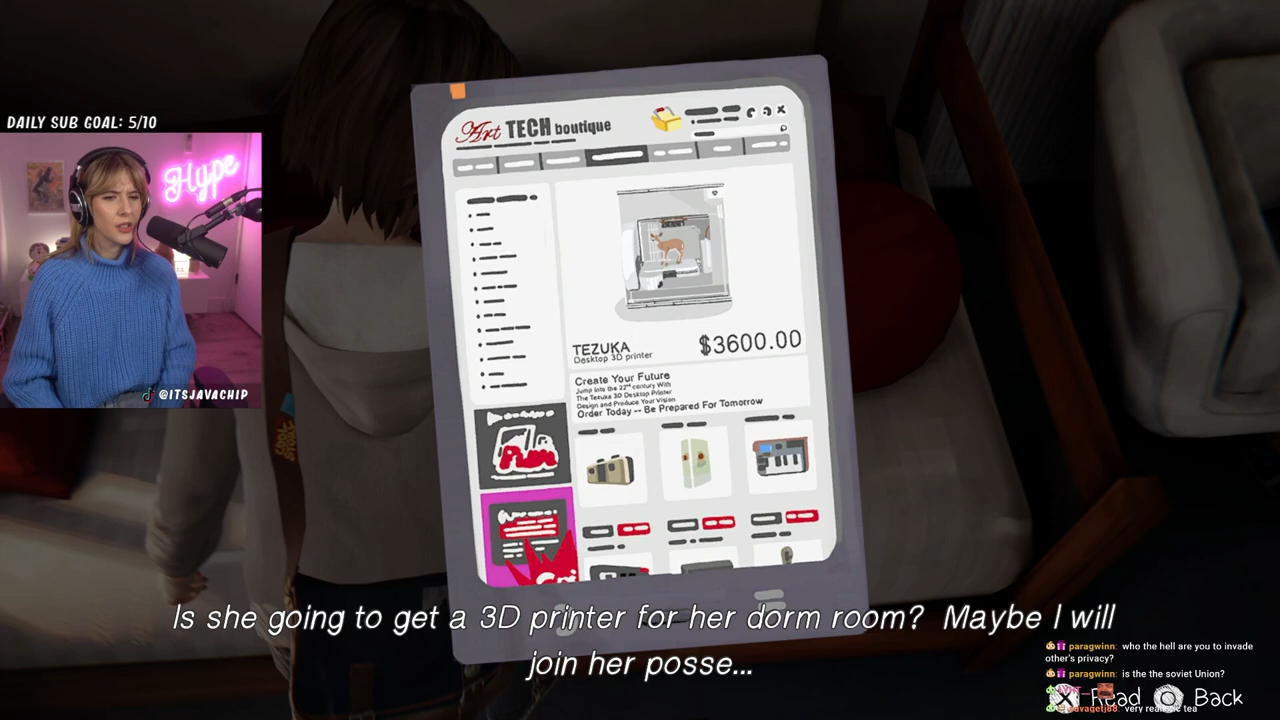 DAILY SUB GOAL: 5/10
Hype
@ITSJAVACHIP
Art TECH boutique
TEZUKA
Desktop 3D printer
$3600.00
Create Your Future
Jump Into the 22nd century With
The Tezuka 3D Desktop Printer
Design and Produce Your Vision
Order Today -- Be Prepared For Tomorrow
Is she going to get a 3D printer for her dorm room? Maybe I will
join her posse...
paragwinn: who the hell are you to invade
other's privacy?
paragwinn: is the the soviet Union?
very tea
Read
Back